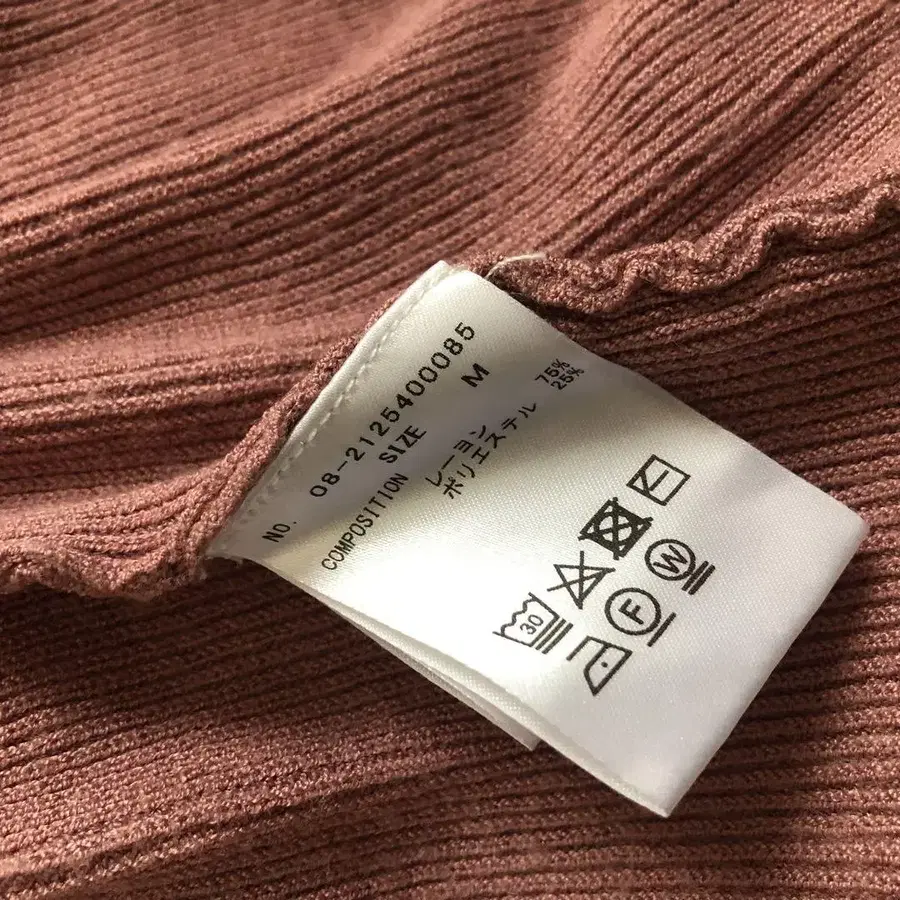 NO. 08-2125400085
SIZE M
COMPOSITION
レーヨン 75%
ポリエステル 25%
30
F
W